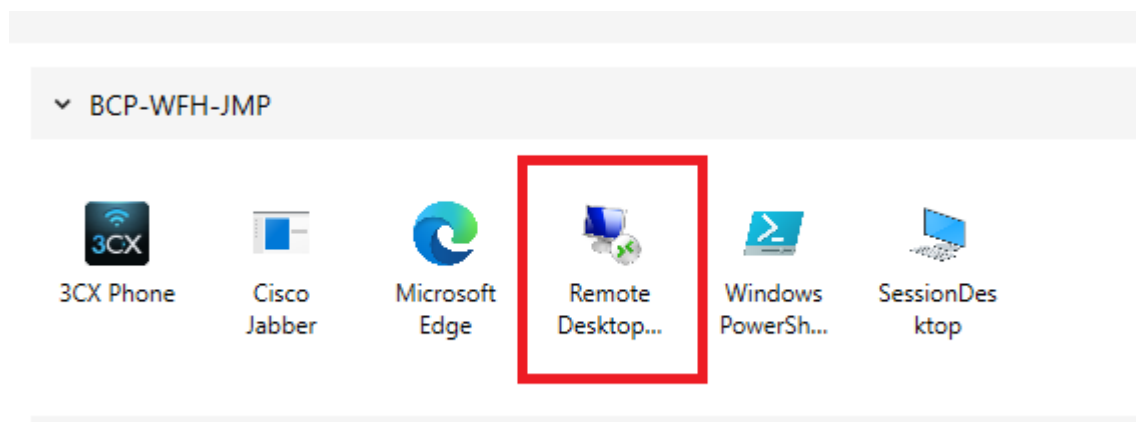 BCP-WFH-JMP
3CX
3CX Phone
Cisco
Jabber
Microsoft
Edge
Remote
Desktop...
Windows
PowerSh...
SessionDes
ktop